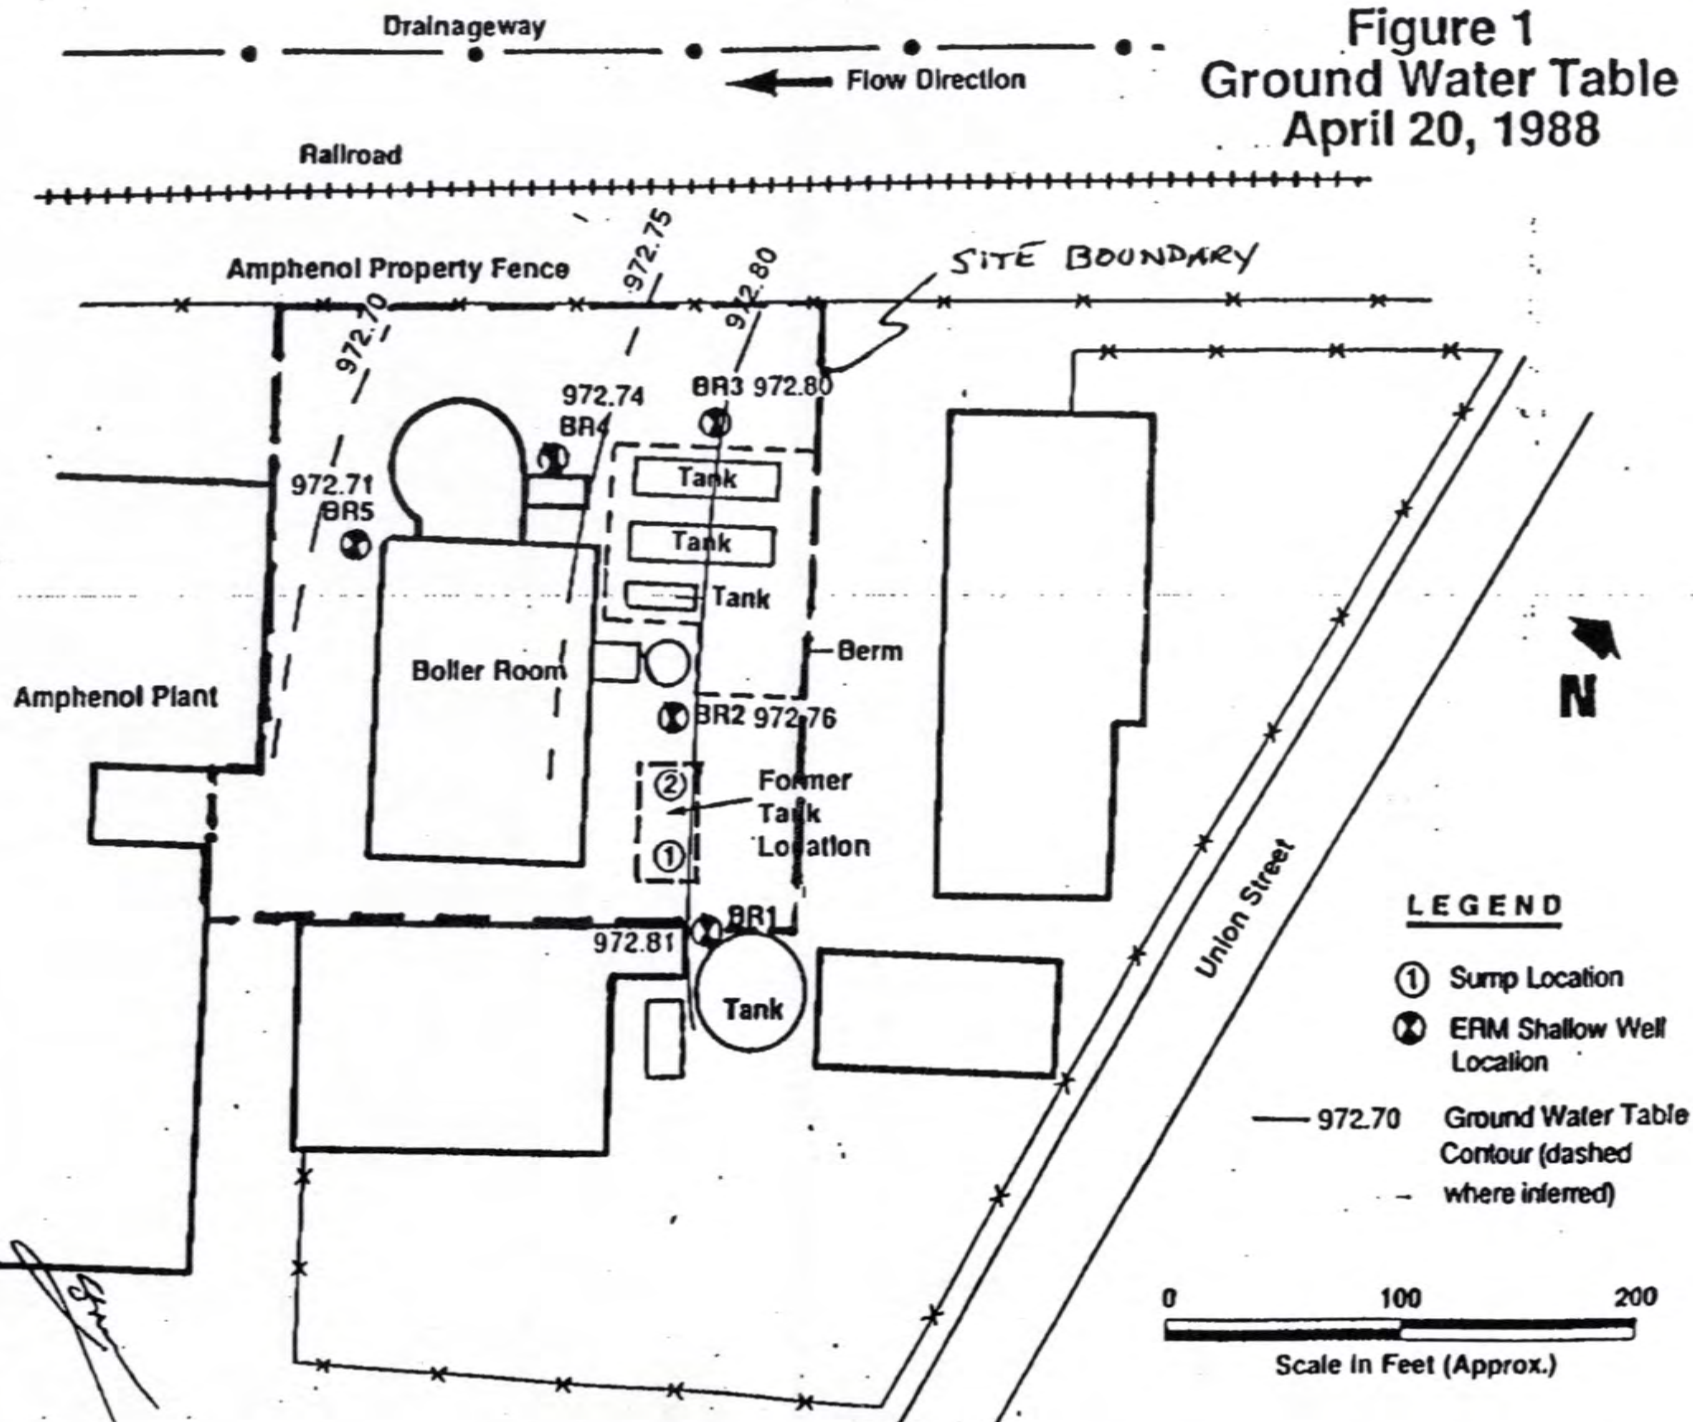 Drainageway
Flow Direction
Figure 1
Ground Water Table
April 20, 1988
Railroad
972.75
972.80
SITE BOUNDARY
Amphenol Property Fence
972.70
972.74
BR4
BR3 972.80
972.71
BR5
Tank
Tank
Tank
Berm
Boiler Room
Amphenol Plant
N
BR2 972.76
2
Former
Tank
Location
1
BR1
972.81
Tank
Union Street
LEGEND
1 Sump Location
ERM Shallow Well
Location
972.70 Ground Water Table
Contour (dashed
where inferred)
0 100 200
Scale in Feet (Approx.)